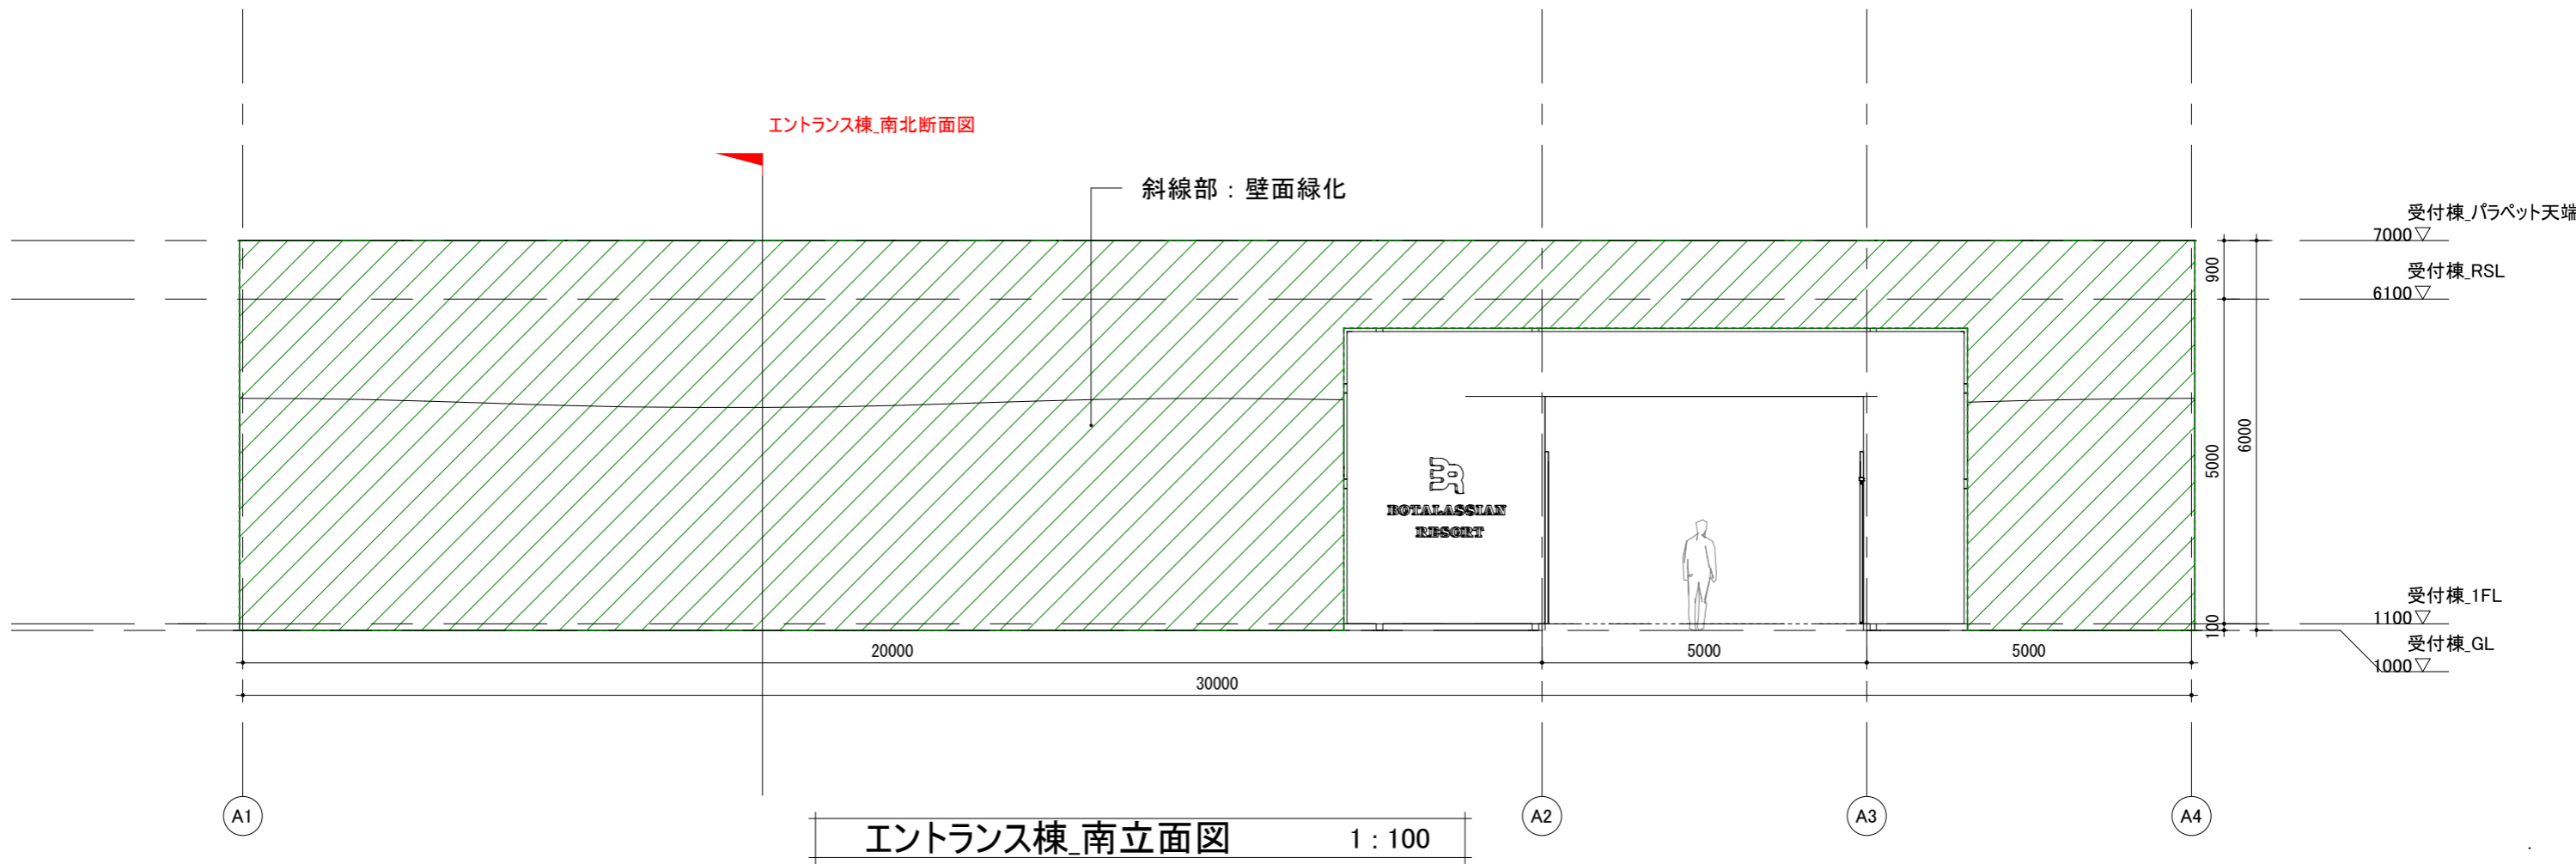 エントランス棟_南北断面図
斜線部：壁面緑化
受付棟_パラペット天端
7000
900
受付棟_RSL
6100
5000
6000
BOTALASSIAN
RESORT
受付棟_1FL
1100
100
受付棟_GL
1000
20000
5000
5000
30000
A1
A2
A3
A4
エントランス棟_南立面図
1 : 100